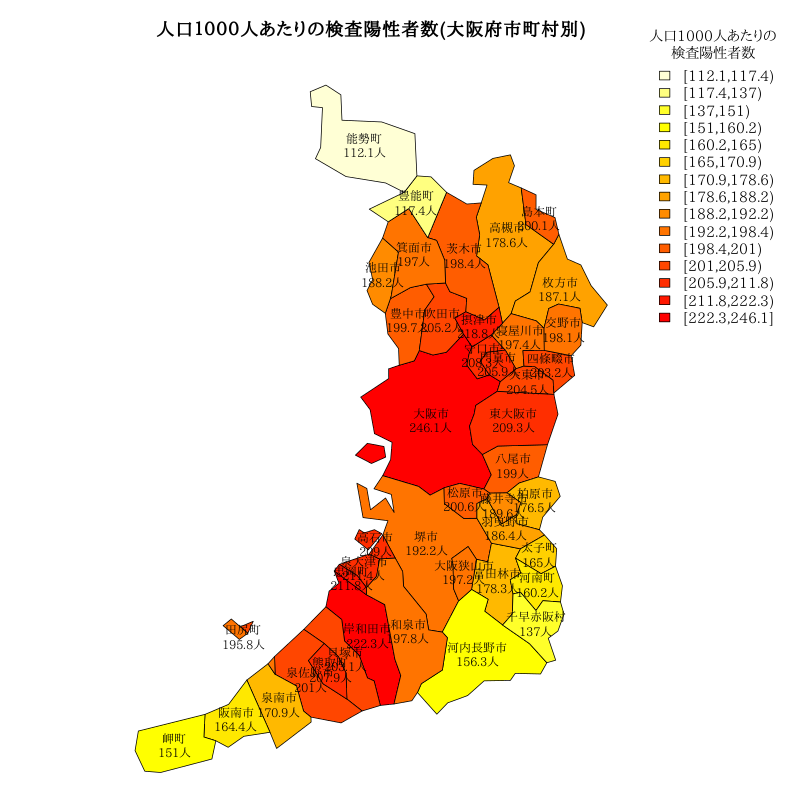 人口1000人あたりの検査陽性者数(大阪府市町村別)
人口1000人あたりの
検査陽性者数
[112.1,117.4)
[117.4,137)
[137,151)
[151,160.2)
[160.2,165)
[165,170.9)
[170.9,178.6)
[178.6,188.2)
[188.2,192.2)
[192.2,198.4)
[198.4,201)
[201,205.9)
[205.9,211.8)
[211.8,222.3)
[222.3,246.1]
能勢町
112.1人
豊能町
117.4人
島本町
200.1人
高槻市
178.6人
箕面市
197人
茨木市
198.4人
池田市
188.2人
枚方市
187.1人
豊中市
199.7人
吹田市
205.2人
摂津市
218.8人
寝屋川市
197.4人
交野市
198.1人
守口市
門真市
205.9人
四條畷市
203.2人
大東市
204.5人
大阪市
246.1人
東大阪市
209.3人
八尾市
199人
松原市
200.6人
藤井寺市
189.6人
柏原市
176.5人
羽曳野市
186.4人
堺市
192.2人
高石市
209人
太子町
165人
泉大津市
大阪狭山市
197.2人
富田林市
178.3人
河南町
160.2人
千早赤阪村
137人
田尻町
195.8人
岸和田市
222.3人
和泉市
197.8人
河内長野市
156.3人
貝塚市
熊取町
207.9人
泉佐野市
201人
泉南市
170.9人
阪南市
164.4人
岬町
151人